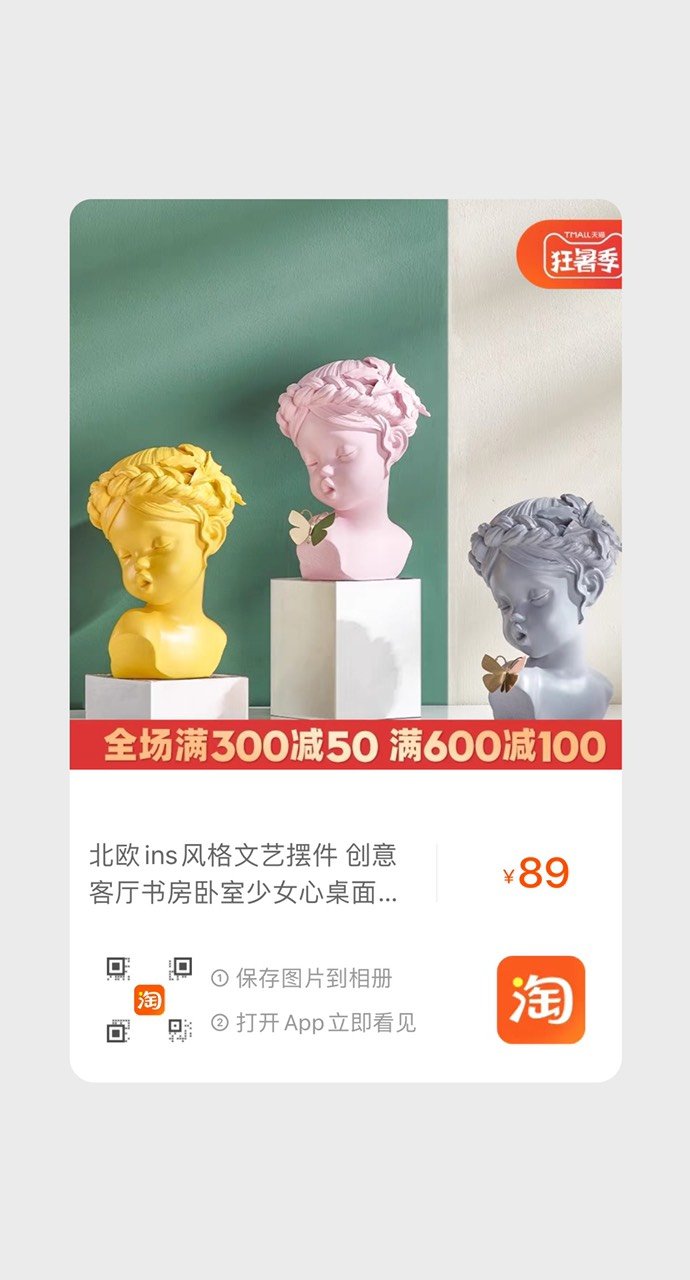 TMALL天猫
狂暑季
全场满300减50 满600减100
北欧ins风格文艺摆件 创意
客厅书房卧室少女心桌面...
¥89
淘
① 保存图片到相册
② 打开App立即看见
淘